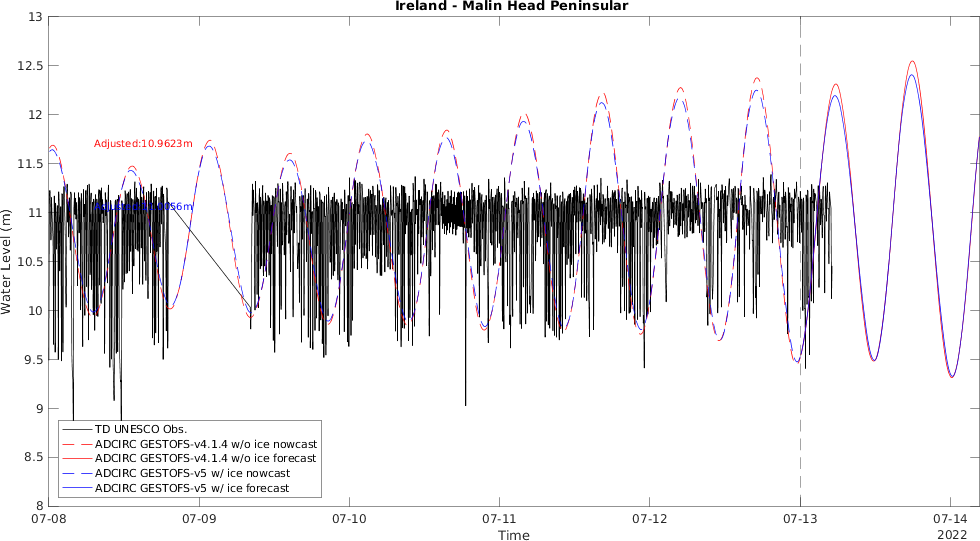 Ireland - Malin Head Peninsular
13
12.5
12
11.5
11
10.5
10
9.5
9
8.5
8
Water Level (m)
Adjusted:10.9623m
TD UNESCO Obs.
ADCIRC GESTOFS-v4.1.4 w/o ice nowcast
ADCIRC GESTOFS-v4.1.4 w/o ice forecast
ADCIRC GESTOFS-v5 w/ ice nowcast
ADCIRC GESTOFS-v5 w/ ice forecast
07-08 07-09 07-10 07-11 07-12 07-13 07-14
Time
2022